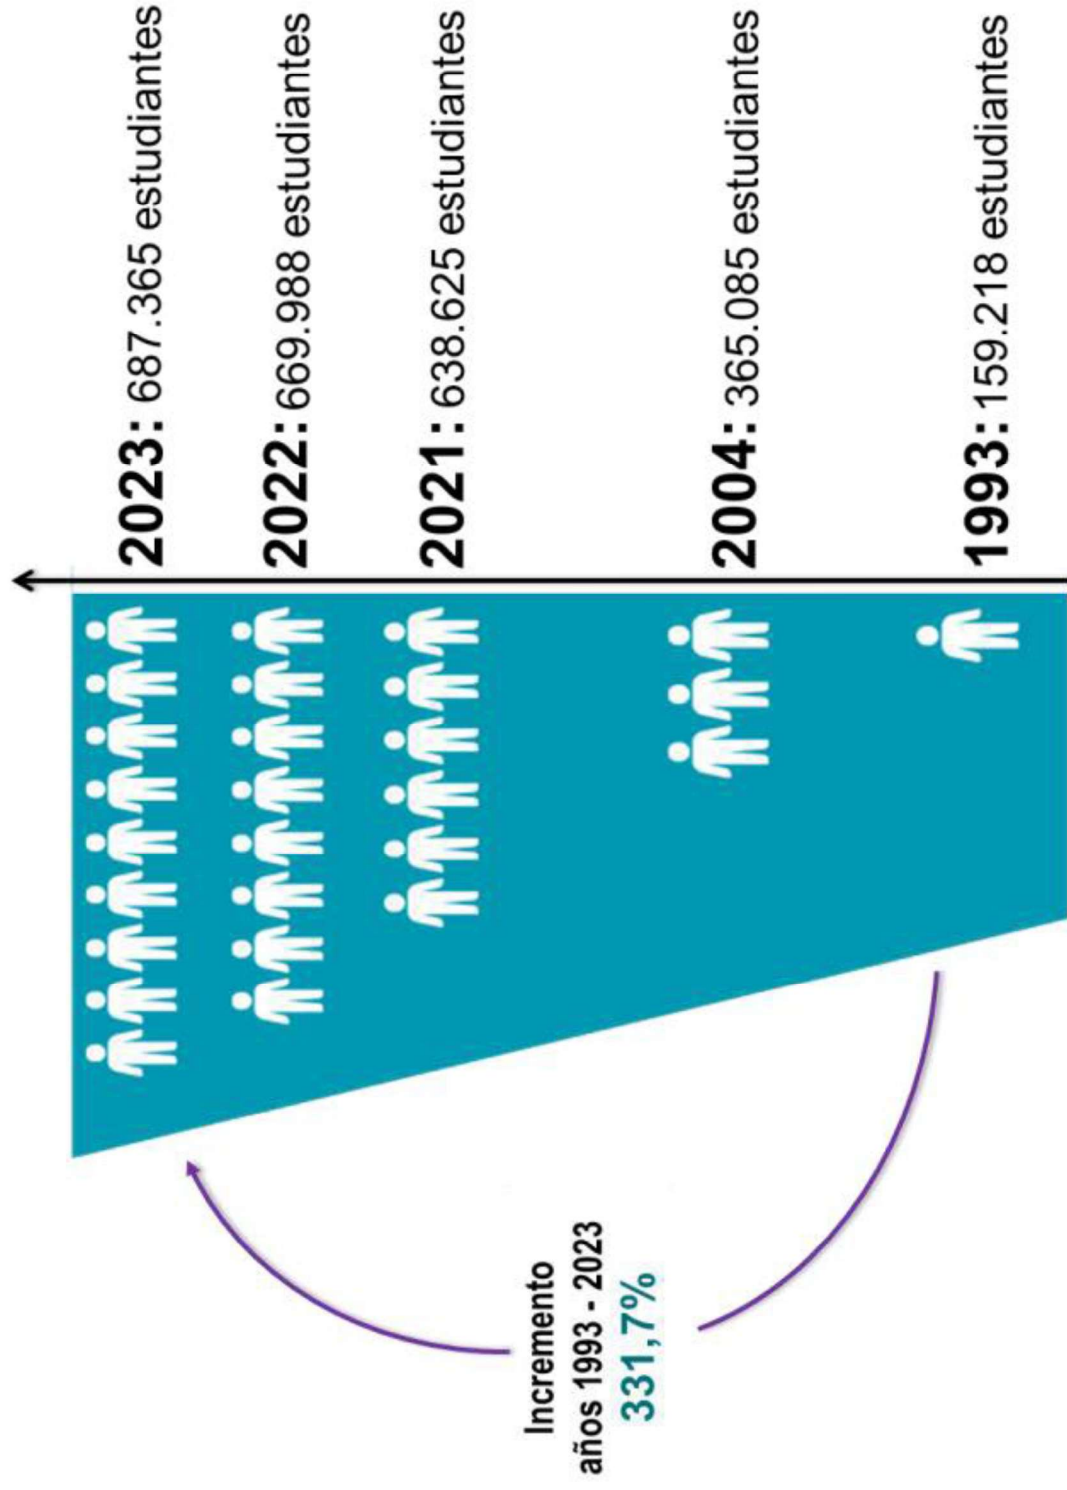 2023: 687.365 estudiantes
2022: 669.988 estudiantes
2021: 638.625 estudiantes
2004: 365.085 estudiantes
1993: 159.218 estudiantes
Incremento
años 1993 - 2023
331,7%